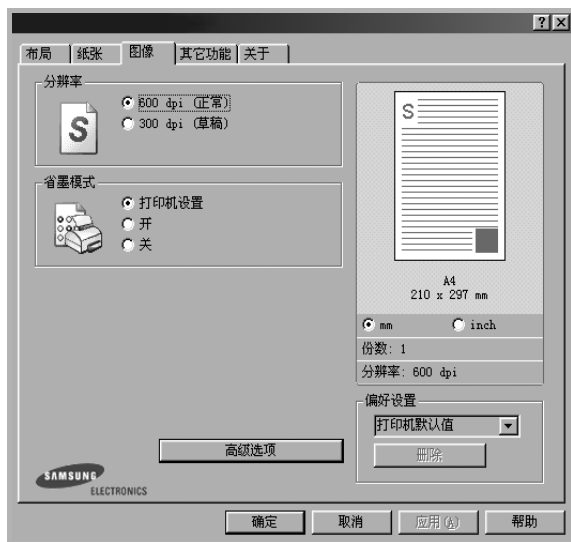 布局 纸张 图像 其它功能 关于
分辨率
600 dpi (正常)
300 dpi (草稿)
S
省墨模式
打印机设置
开
关
高级选项
SAMSUNG
ELECTRONICS
S
A4
210 x 297 mm
mm inch
份数: 1
分辨率: 600 dpi
偏好设置
打印机默认值
删除
确定 取消 应用(A) 帮助